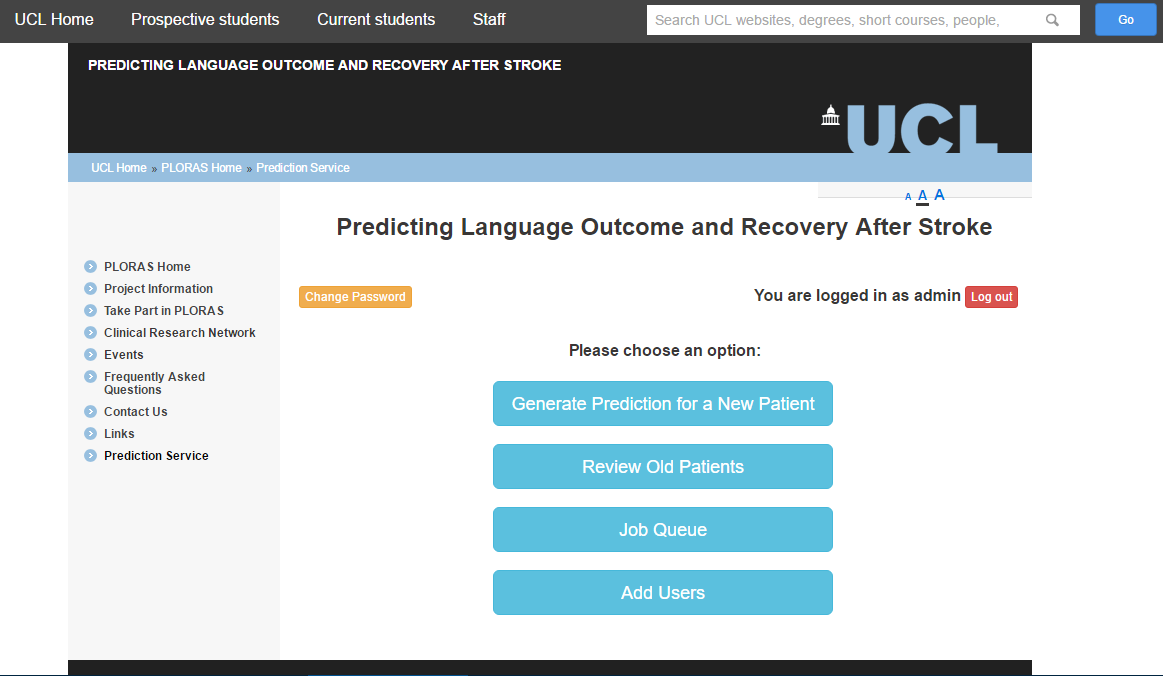 UCL Home Prospective students Current students Staff Search UCL websites, degrees, short courses, people, Go
PREDICTING LANGUAGE OUTCOME AND RECOVERY AFTER STROKE
UCL
UCL Home » PLORAS Home » Prediction Service
A A A
Predicting Language Outcome and Recovery After Stroke
PLORAS Home
Project Information
Take Part in PLORAS
Clinical Research Network
Events
Frequently Asked
Questions
Contact Us
Links
Prediction Service
Change Password You are logged in as admin Log out
Please choose an option:
Generate Prediction for a New Patient
Review Old Patients
Job Queue
Add Users